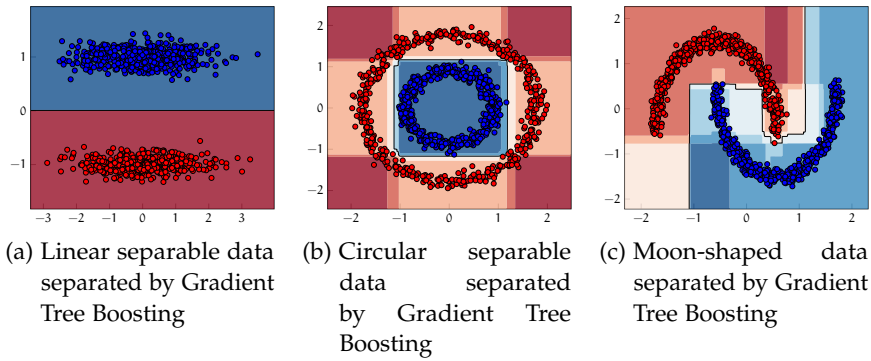 1
0
−1
−3 −2 −1 0 1 2 3
2
1
0
−1
−2
−2 −1 0 1 2
2
1
0
−1
−2
−2 −1 0 1 2
(a) Linear separable data
separated by Gradient
Tree Boosting
(b) Circular separable
data separated
by Gradient Tree
Boosting
(c) Moon-shaped data
separated by Gradient
Tree Boosting